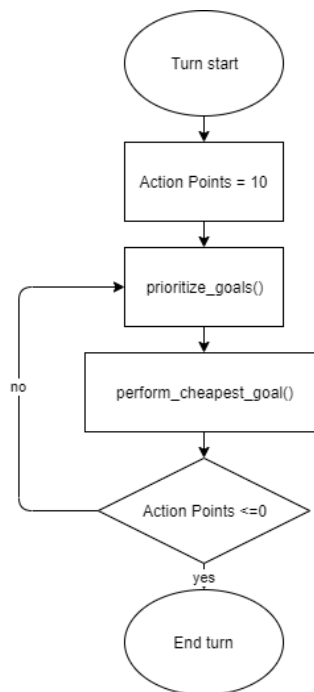 Turn start
Action Points = 10
prioritize_goals()
no
perform_cheapest_goal()
Action Points <=0
yes
End turn